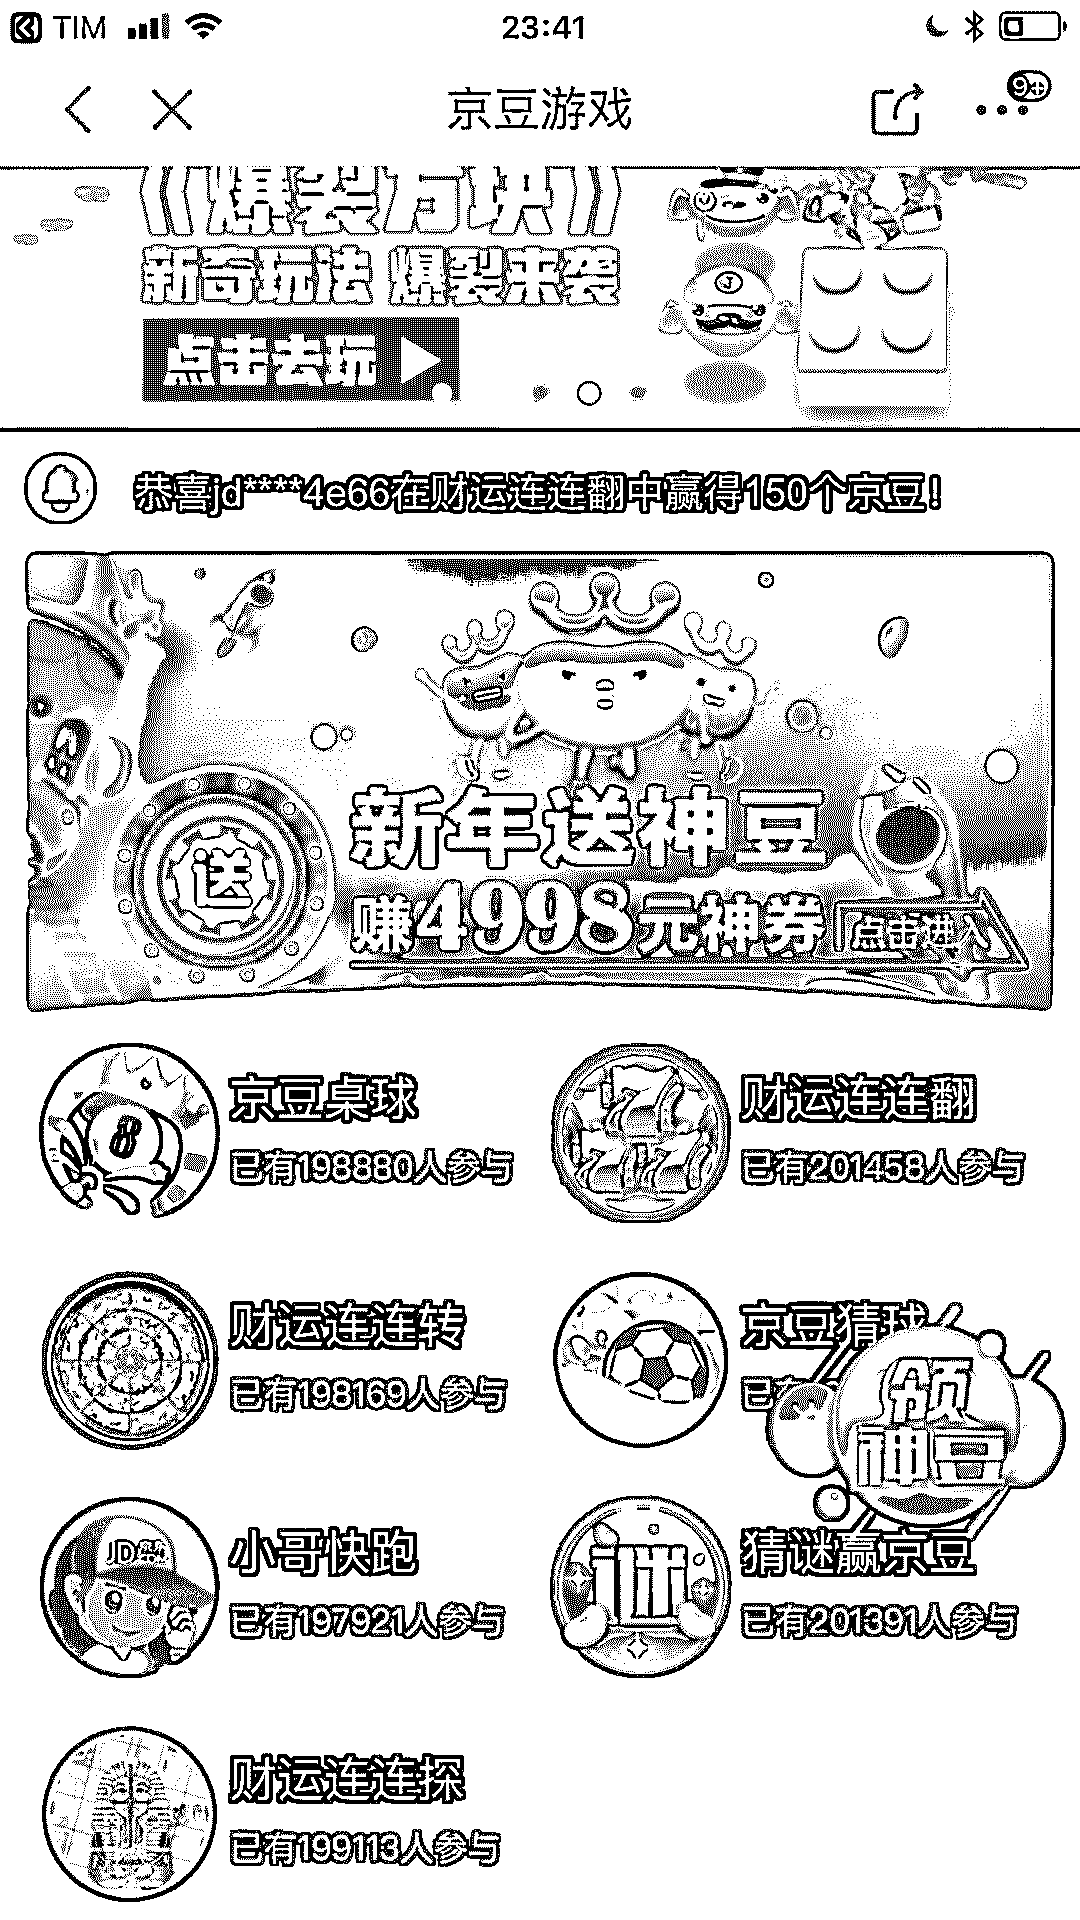 TIM 23:41
京豆游戏
9+
《爆裂方块》
新奇玩法 爆裂来袭
点击去玩
恭喜jd****4e66在财运连连翻中赢得150个京豆!
送
新年送神豆
赚4998元神券 点击进入
京豆桌球
已有198880人参与
财运连连翻
已有201458人参与
财运连连转
已有198169人参与
京豆猜球
已有
领
神豆
小哥快跑
已有197921人参与
猜谜赢京豆
已有201391人参与
财运连连探
已有199113人参与